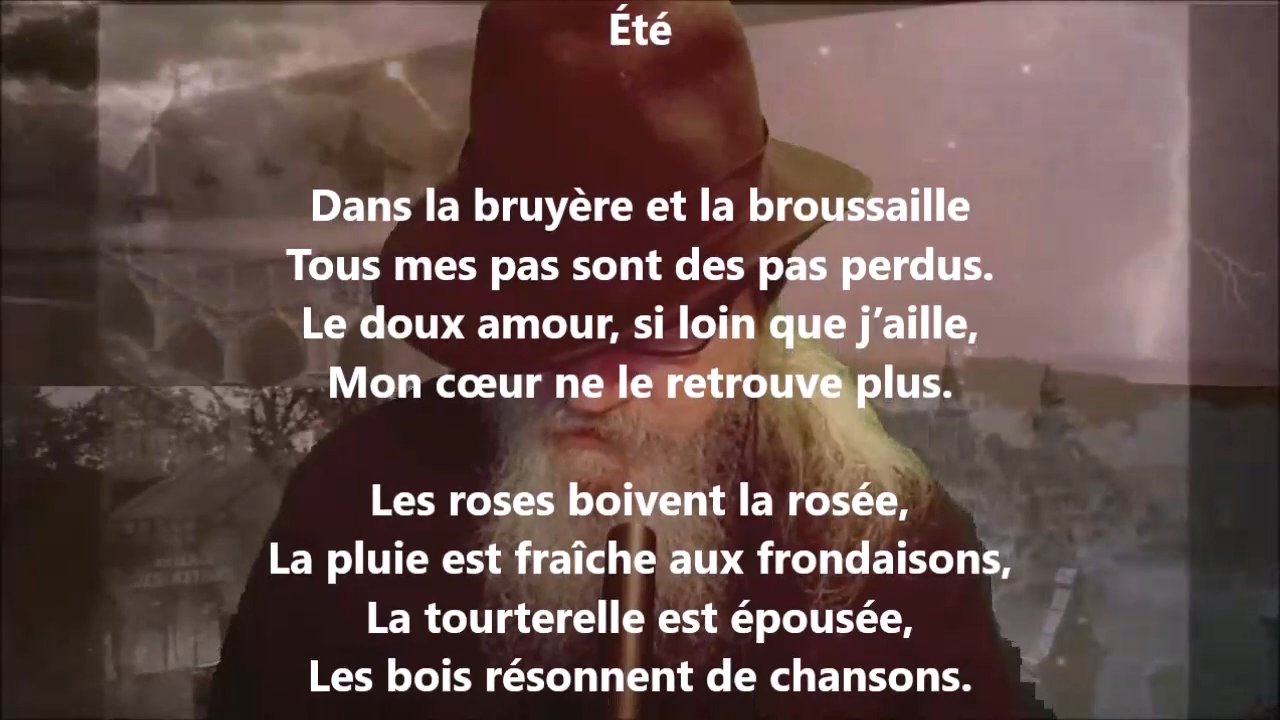 Été
Dans la bruyère et la broussaille
Tous mes pas sont des pas perdus.
Le doux amour, si loin que j’aille,
Mon cœur ne le retrouve plus.
Les roses boivent la rosée,
La pluie est fraîche aux frondaisons,
La tourterelle est épousée,
Les bois résonnent de chansons.